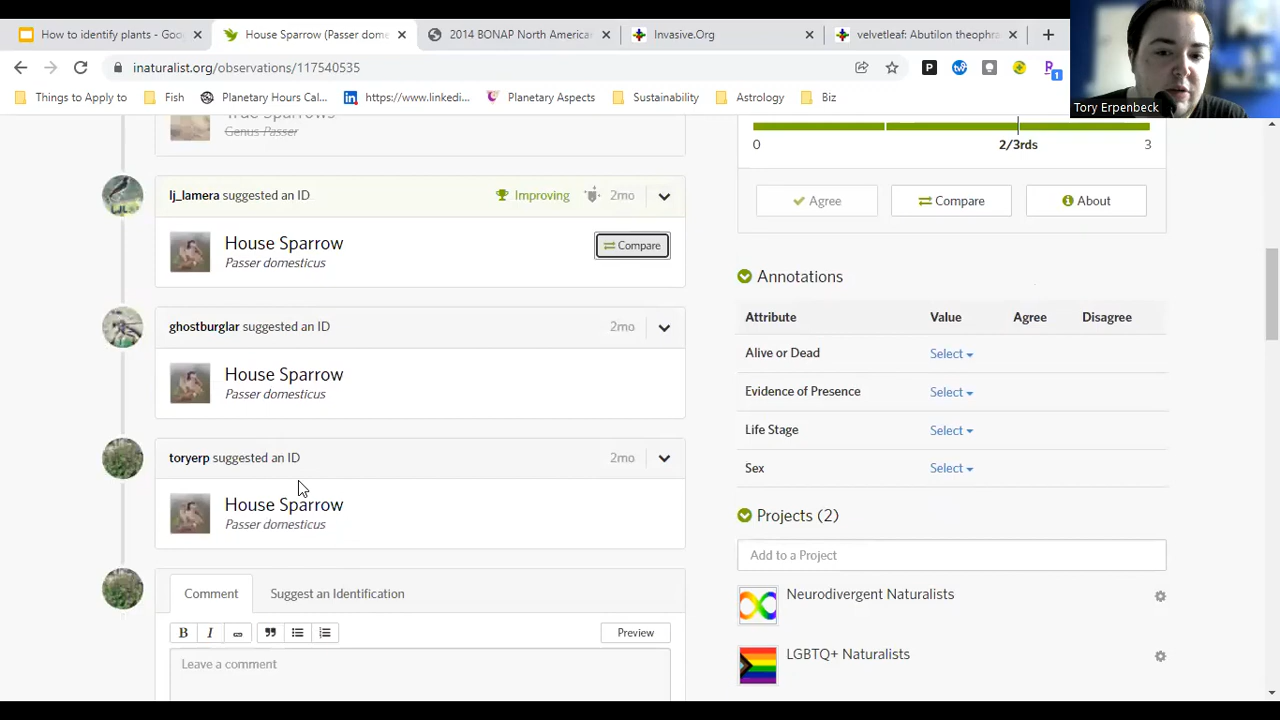 How to identify plants - Goo
House Sparrow (Passer dome
2014 BONAP North America
Invasive.Org
velvetleaf: Abutilon theophra
inaturalist.org/observations/117540535
Things to Apply to
Fish
Planetary Hours Cal...
https://www.linkedi...
Planetary Aspects
Sustainability
Astrology
Biz
Tory Erpenbeck
True Sparrows
Genus Passer
lj_lamera suggested an ID
Improving
2mo
House Sparrow
Compare
Passer domesticus
ghostburglar suggested an ID
2mo
House Sparrow
Passer domesticus
toryerp suggested an ID
2mo
House Sparrow
Passer domesticus
Comment
Suggest an Identification
B I
Preview
Leave a comment
0
2/3rds
3
Agree
Compare
About
Annotations
Attribute Value Agree Disagree
Alive or Dead Select
Evidence of Presence Select
Life Stage Select
Sex Select
Projects (2)
Add to a Project
Neurodivergent Naturalists
LGBTQ+ Naturalists